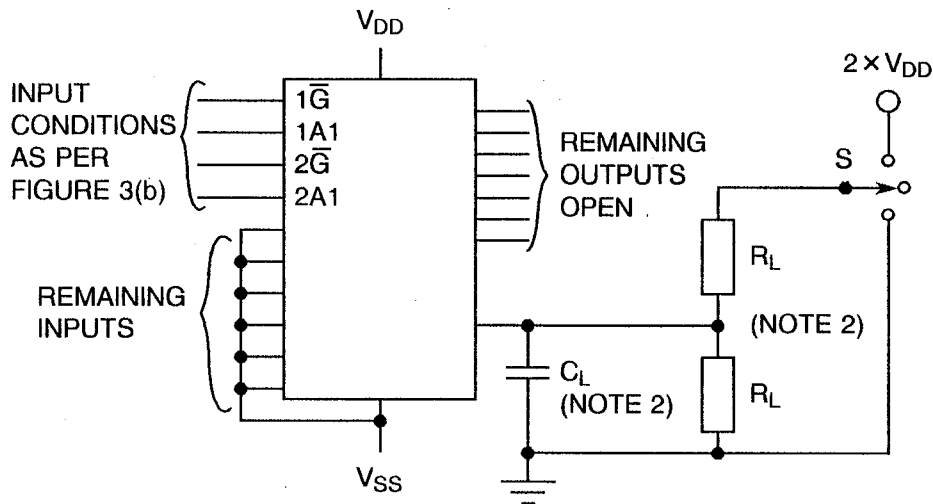 V_DD
2 × V_DD
INPUT
CONDITIONS
AS PER
FIGURE 3(b)
1G̅
1A1
2G̅
2A1
REMAINING
OUTPUTS
OPEN
S
R_L
REMAINING
INPUTS
(NOTE 2)
C_L
(NOTE 2)
R_L
V_SS